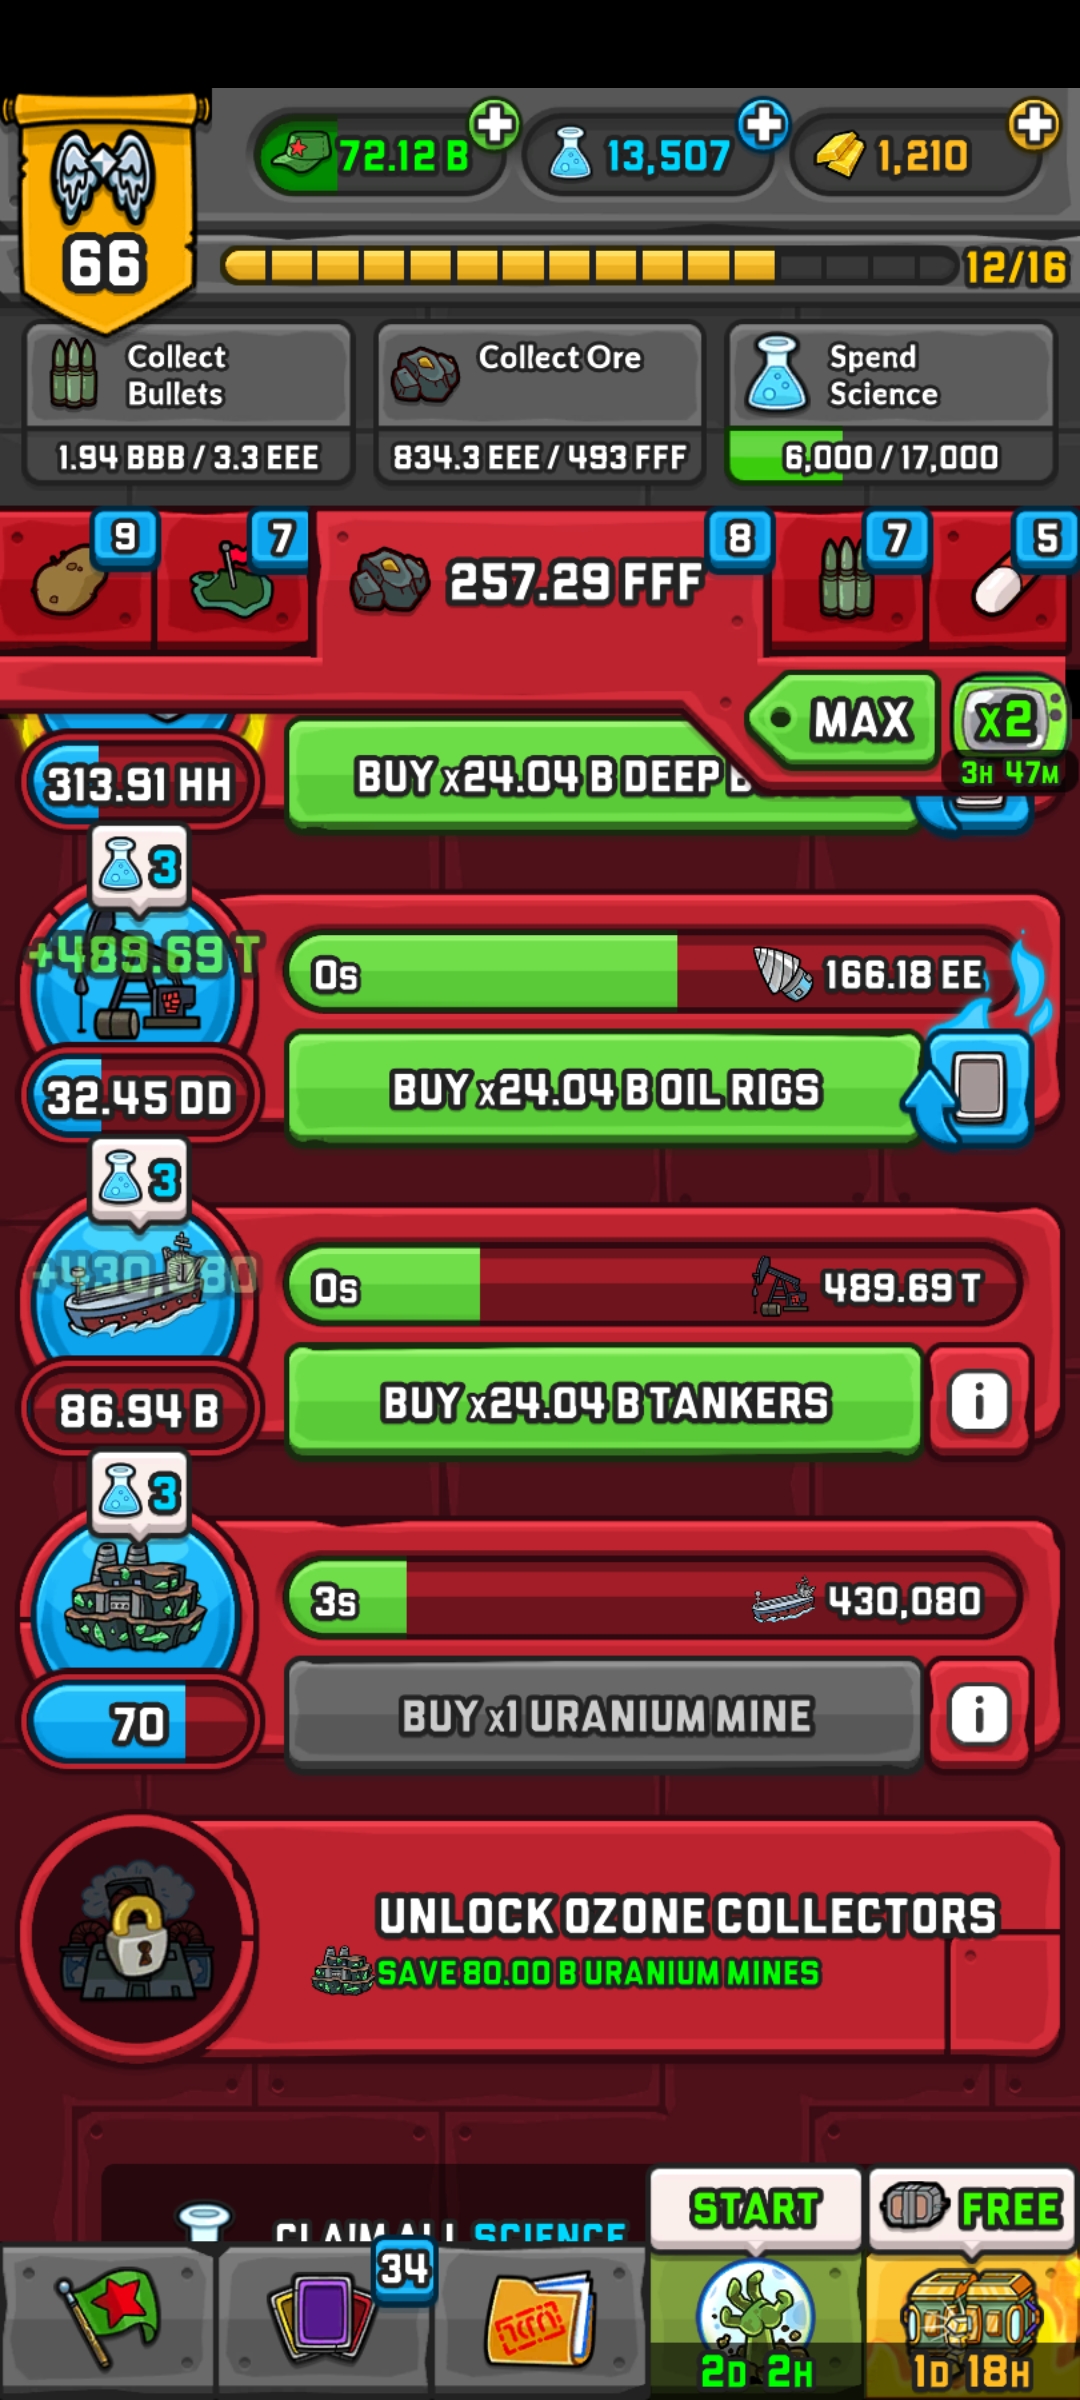 72.12 B
13,507
1,210
66
12/16
Collect
Bullets
1.94 BBB / 3.3 EEE
Collect Ore
834.3 EEE / 493 FFF
Spend
Science
6,000 / 17,000
9
7
257.29 FFF
8
7
5
MAX
x2
3H 47M
313.91 HH
BUY x24.04 B DEEP
3
+489.69 T
0s
166.18 EE
32.45 DD
BUY x24.04 B OIL RIGS
3
+430,080
0s
489.69 T
86.94 B
BUY x24.04 B TANKERS
i
3
3s
430,080
70
BUY x1 URANIUM MINE
i
UNLOCK OZONE COLLECTORS
SAVE 80.00 B URANIUM MINES
CLAIM ALL SCIENCE
START
FREE
34
2D 2H
1D 18H